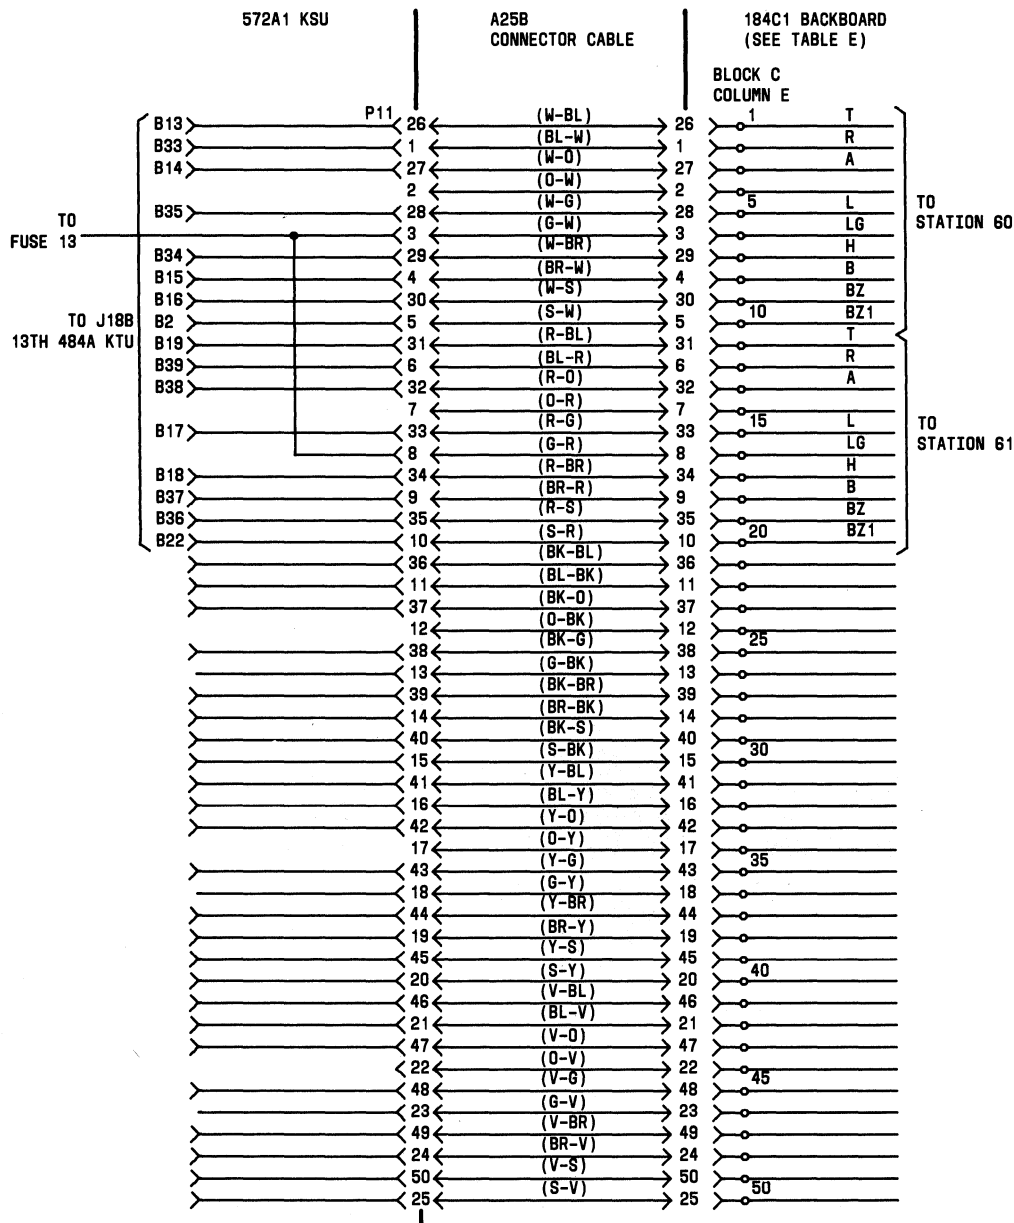 572A1 KSU A25B 184C1 BACKBOARD
CONNECTOR CABLE (SEE TABLE E)
BLOCK C
COLUMN E
B13 P11 26 (W-BL) 26 1 T
B33 1 (BL-W) 1 R
B14 27 (W-O) 27 A
2 (O-W) 2
B35 28 (W-G) 28 5 L
TO
FUSE 13
3 (G-W) 3 LG
TO
STATION 60
B34 29 (W-BR) 29 H
B15 4 (BR-W) 4 B
B16 30 (W-S) 30 BZ
B2 5 (S-W) 5 10 BZ1
TO J18B
13TH 484A KTU
B19 31 (R-BL) 31 T
B39 6 (BL-R) 6 R
B38 32 (R-O) 32 A
7 (O-R) 7
B17 33 (R-G) 33 15 L
8 (G-R) 8 LG
TO
STATION 61
B18 34 (R-BR) 34 H
B37 9 (BR-R) 9 B
B36 35 (R-S) 35 BZ
B22 10 (S-R) 10 20 BZ1
36 (BK-BL) 36
11 (BL-BK) 11
37 (BK-O) 37
12 (O-BK) 12
38 (BK-G) 38 25
13 (G-BK) 13
39 (BK-BR) 39
14 (BR-BK) 14
40 (BK-S) 40
15 (S-BK) 15 30
41 (Y-BL) 41
16 (BL-Y) 16
42 (Y-O) 42
17 (O-Y) 17
43 (Y-G) 43 35
18 (G-Y) 18
44 (Y-BR) 44
19 (BR-Y) 19
45 (Y-S) 45
20 (S-Y) 20 40
46 (V-BL) 46
21 (BL-V) 21
47 (V-O) 47
22 (O-V) 22
48 (V-G) 48 45
23 (G-V) 23
49 (V-BR) 49
24 (BR-V) 24
50 (V-S) 50
25 (S-V) 25 50